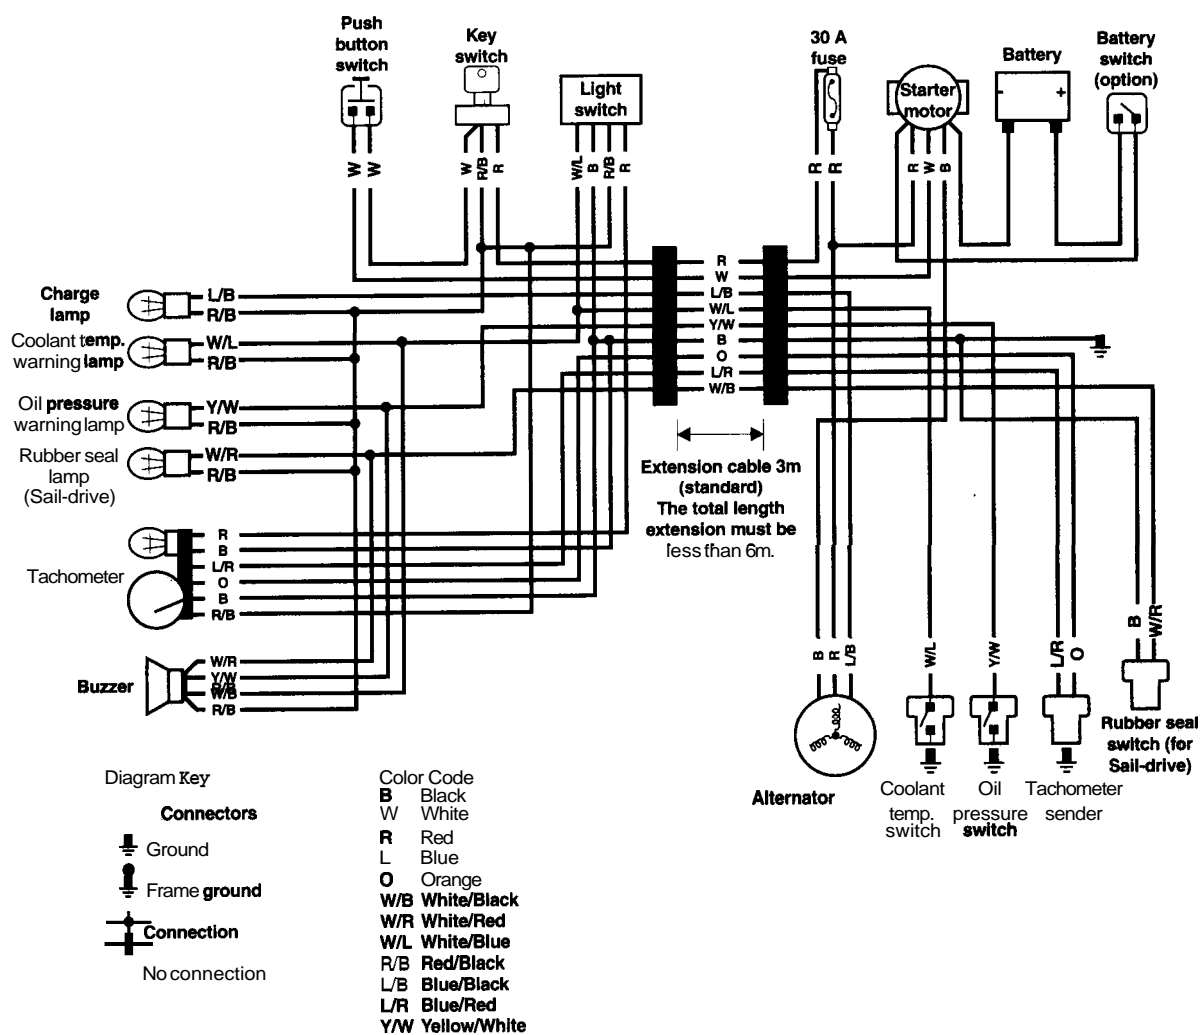 Push
button
switch
Key
switch
Light
switch
30 A
fuse
Starter
motor
Battery
- +
Battery
switch
(option)
W W
W R/B R
W/L B R/B R
R R
R W B
R
W
L/B
W/L
Y/W
B
O
L/R
W/B
Charge
lamp
L/B
R/B
Coolant temp.
warning lamp
W/L
R/B
Oil pressure
warning lamp
Y/W
R/B
Rubber seal
lamp
(Sail-drive)
W/R
R/B
Extension cable 3m
(standard)
The total length
extension must be
less than 6m.
Tachometer
R
B
L/R
O
B
R/B
Buzzer
W/R
Y/W
R/B
W/B
R/B
B R L/B
W/L
Y/W
L/R O
B W/R
Alternator
Coolant
temp.
switch
Oil
pressure
switch
Tachometer
sender
Rubber seal
switch (for
Sail-drive)
Diagram Key
Connectors
Ground
Frame ground
Connection
No connection
Color Code
B Black
W White
R Red
L Blue
O Orange
W/B White/Black
W/R White/Red
W/L White/Blue
R/B Red/Black
L/B Blue/Black
L/R Blue/Red
Y/W Yellow/White